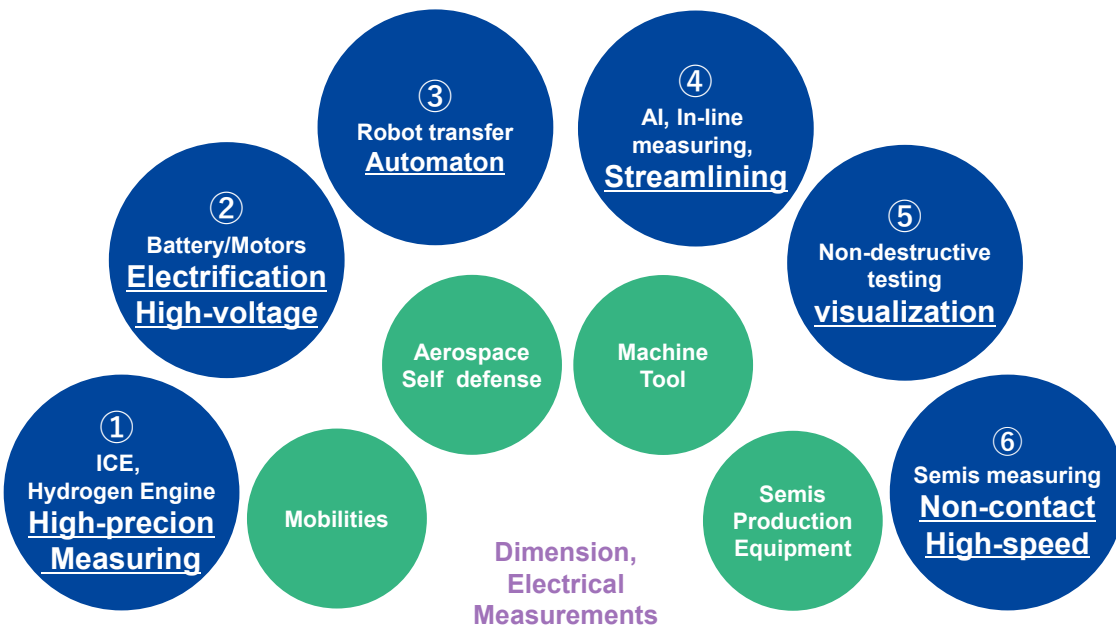 ①
ICE,
Hydrogen Engine
High-precion
Measuring
②
Battery/Motors
Electrification
High-voltage
③
Robot transfer
Automaton
④
AI, In-line
measuring,
Streamlining
⑤
Non-destructive
testing
visualization
⑥
Semis measuring
Non-contact
High-speed
Mobilities
Aerospace
Self defense
Machine
Tool
Semis
Production
Equipment
Dimension,
Electrical
Measurements